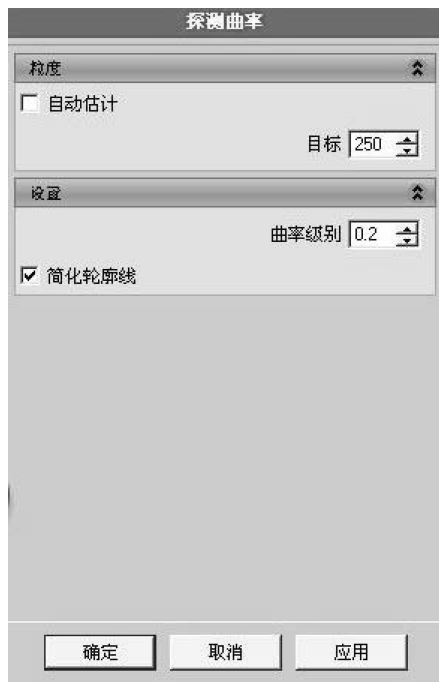 探测曲率
粒度
自动估计
目标 250
设置
曲率级别 0.2
简化轮廓线
确定 取消 应用